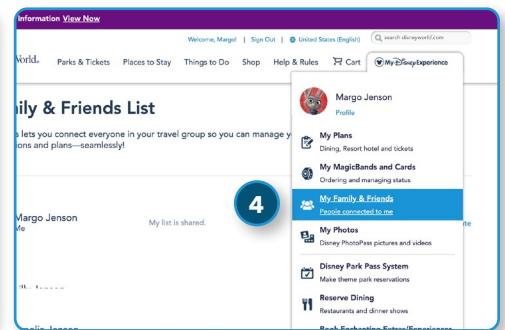 Information View Now
Welcome, Margo! | Sign Out | United States (English) search disneyworld.com
World. Parks & Tickets Places to Stay Things to Do Shop Help & Rules Cart My Disney Experience
ily & Friends List
s lets you connect everyone in your travel group so you can manage y
ions and plans—seamlessly!
Margo Jenson
Me
My list is shared.
4
Margo Jenson
Profile
My Plans
Dining, Resort hotel and tickets
My MagicBands and Cards
Ordering and managing status
My Family & Friends
People connected to me
My Photos
Disney PhotoPass pictures and videos
Disney Park Pass System
Make theme park reservations
Reserve Dining
Restaurants and dinner shows